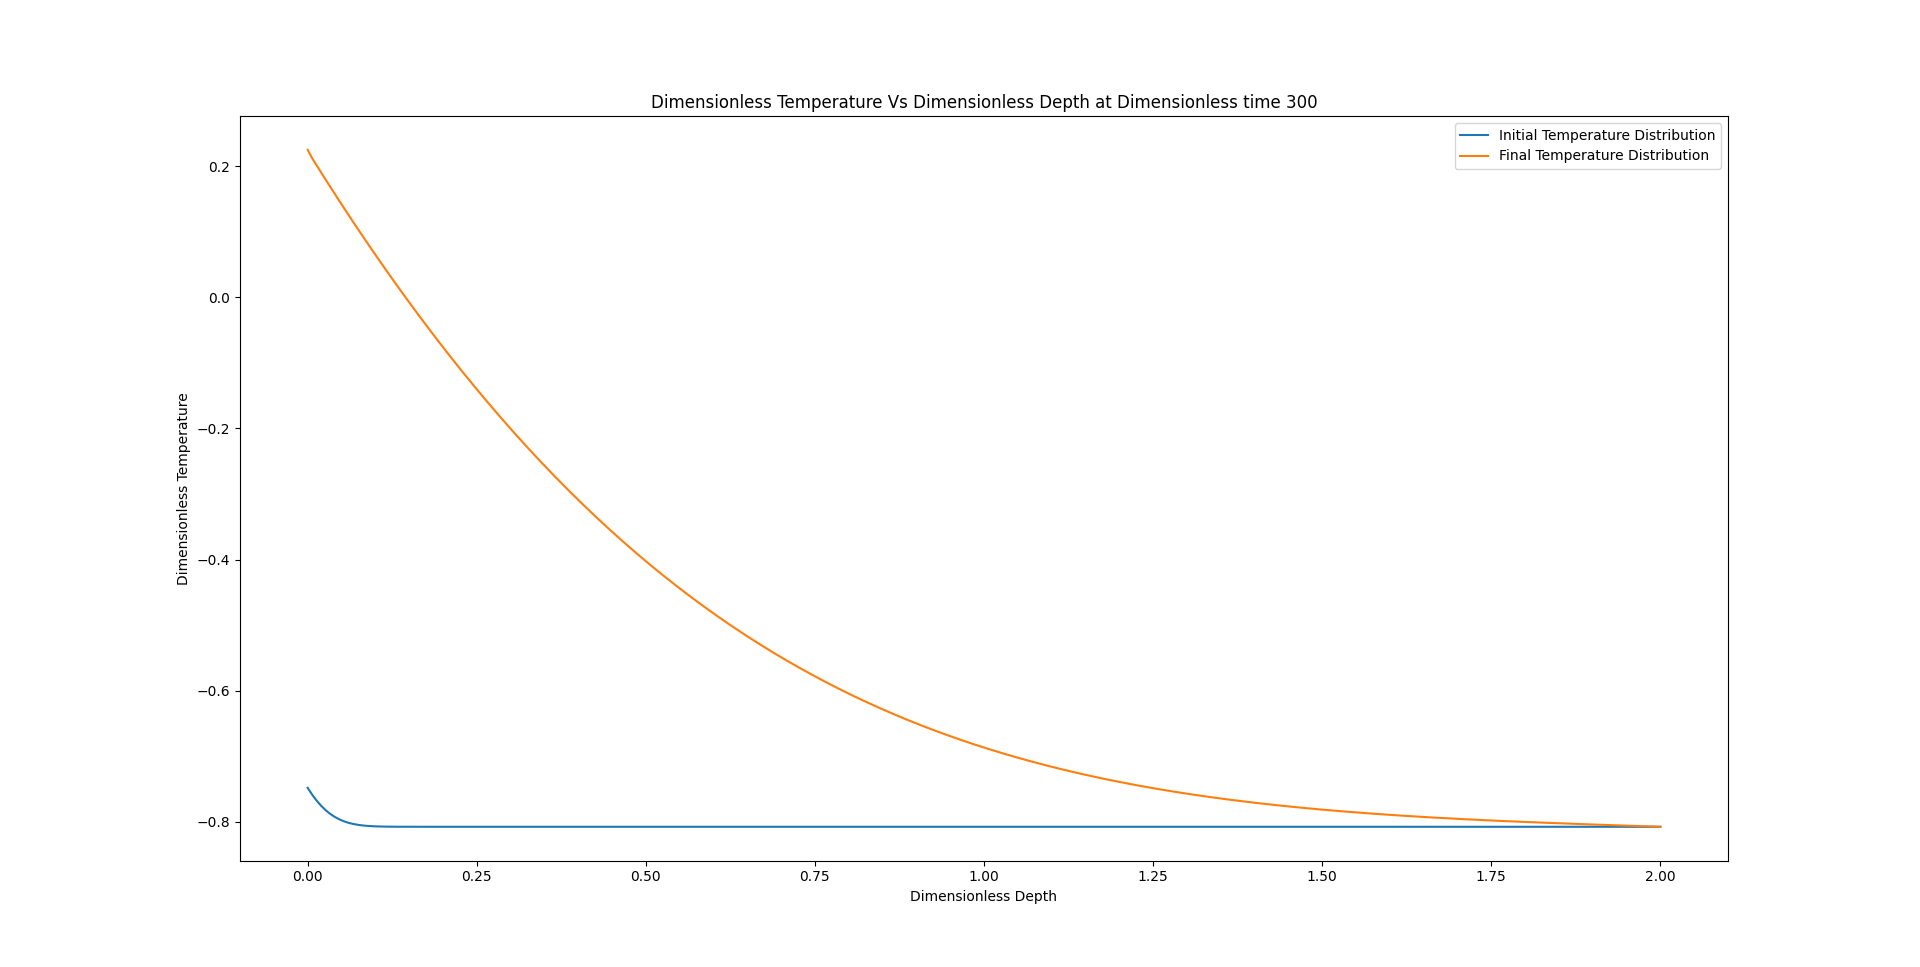 Dimensionless Temperature Vs Dimensionless Depth at Dimensionless time 300
Initial Temperature Distribution
Final Temperature Distribution
Dimensionless Temperature
0.2
0.0
−0.2
−0.4
−0.6
−0.8
0.00 0.25 0.50 0.75 1.00 1.25 1.50 1.75 2.00
Dimensionless Depth